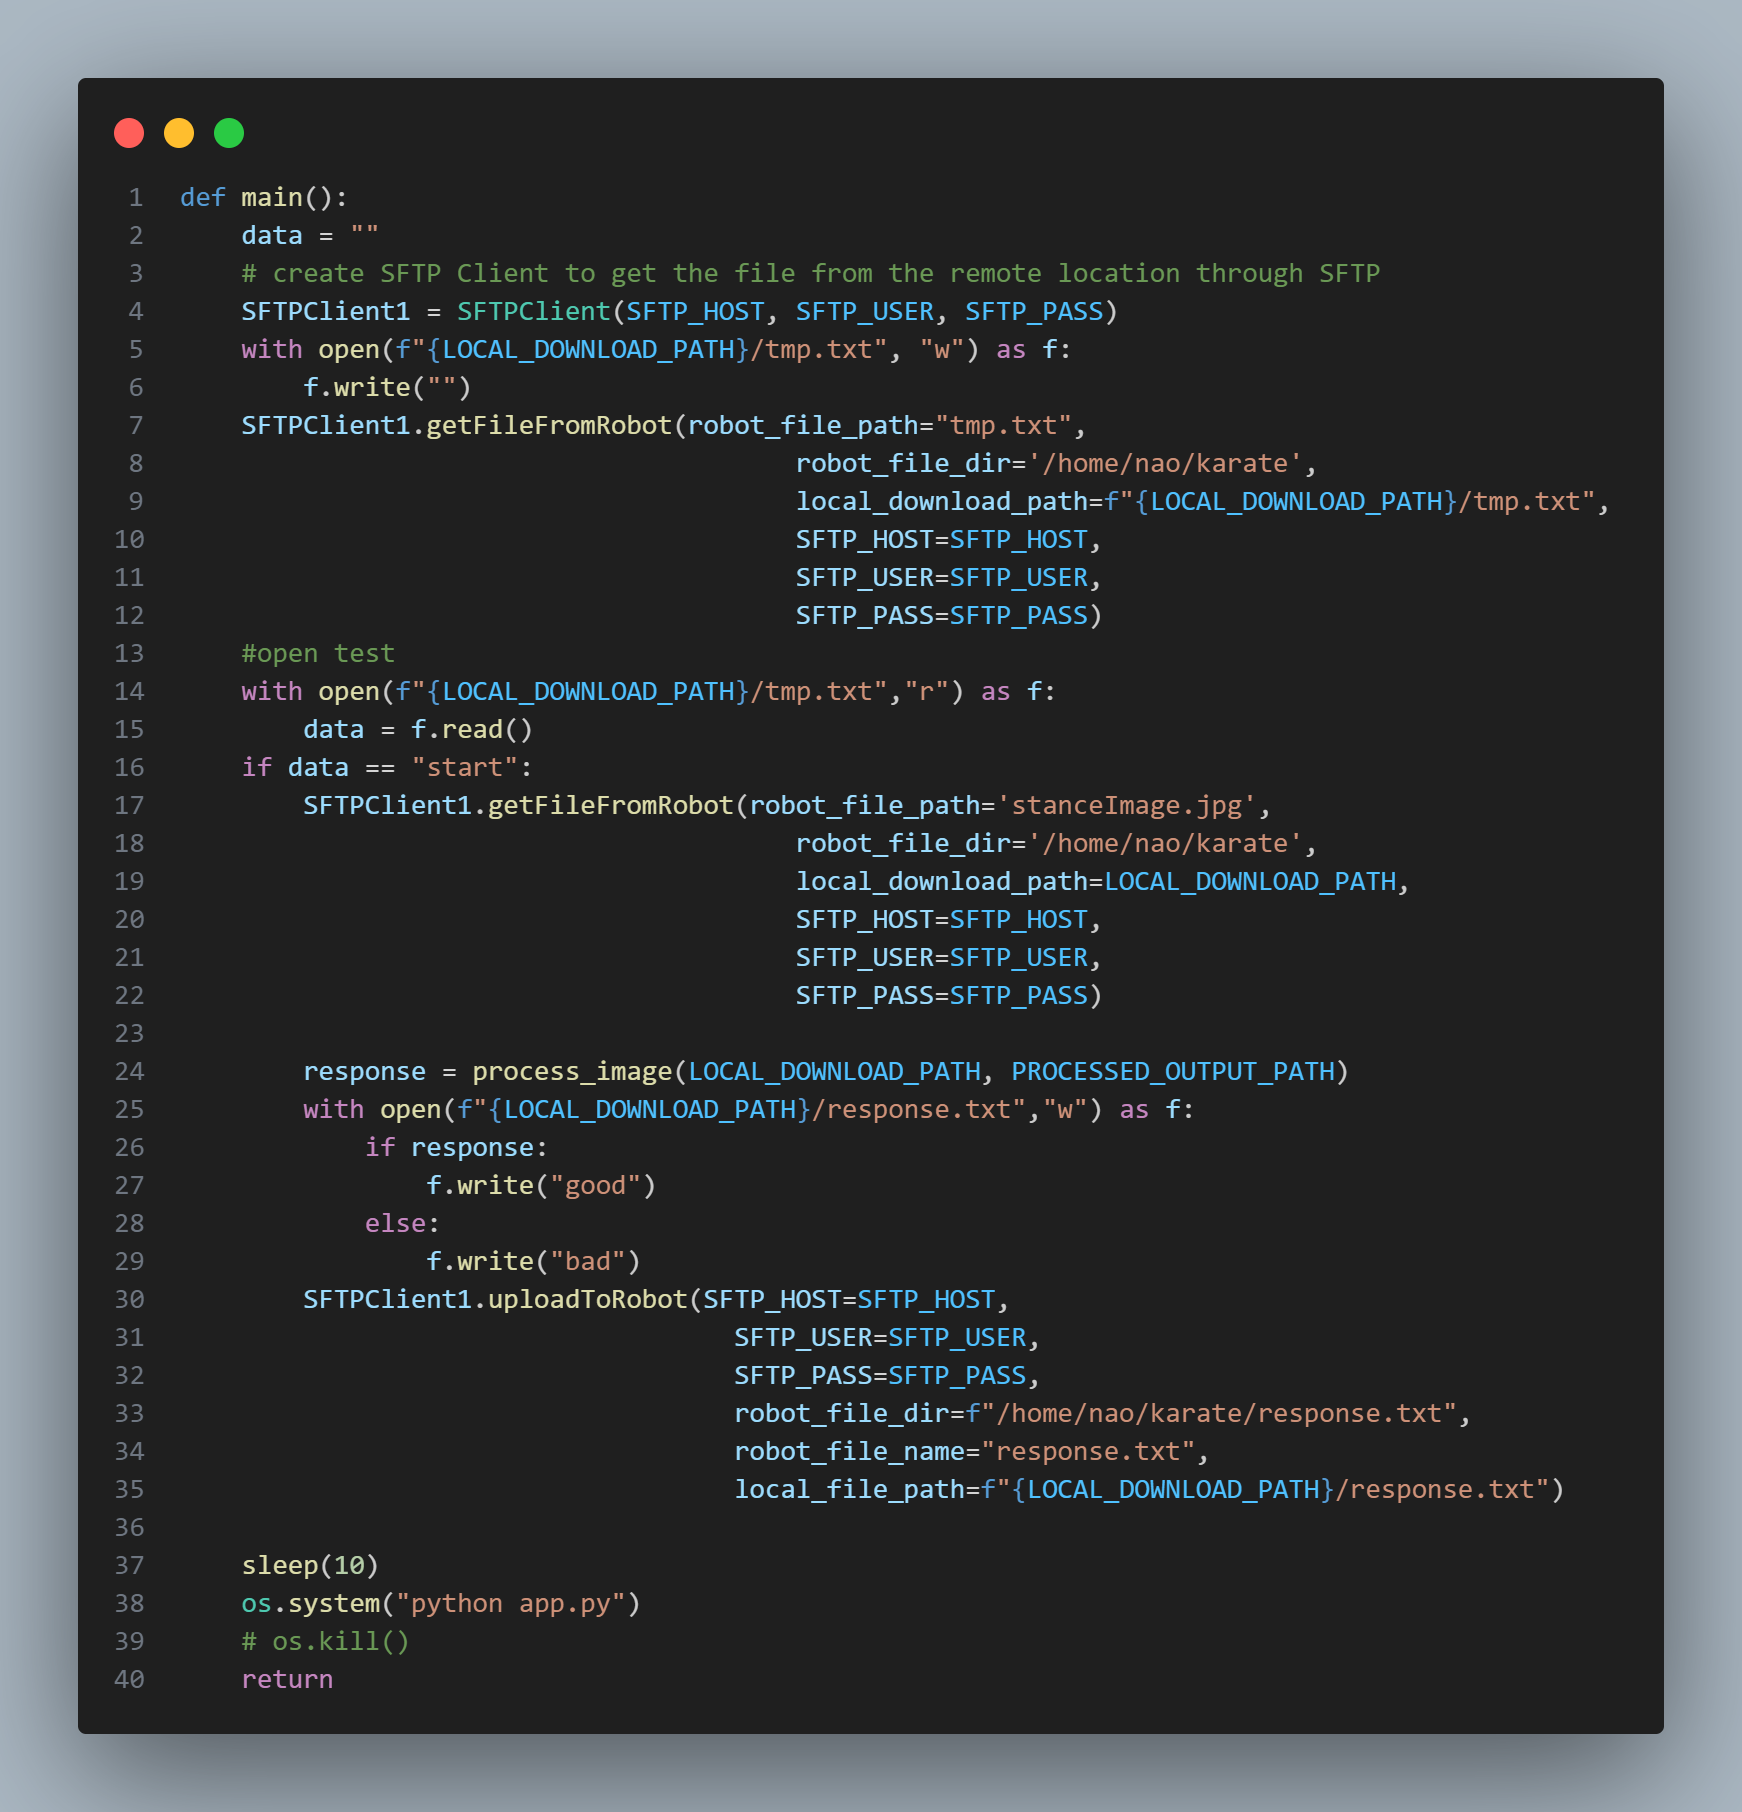 1 def main():
2     data = ""
3     # create SFTP Client to get the file from the remote location through SFTP
4     SFTPClient1 = SFTPClient(SFTP_HOST, SFTP_USER, SFTP_PASS)
5     with open(f"{LOCAL_DOWNLOAD_PATH}/tmp.txt", "w") as f:
6         f.write("")
7     SFTPClient1.getFileFromRobot(robot_file_path="tmp.txt",
8                                         robot_file_dir='/home/nao/karate',
9                                         local_download_path=f"{LOCAL_DOWNLOAD_PATH}/tmp.txt",
10                                         SFTP_HOST=SFTP_HOST,
11                                         SFTP_USER=SFTP_USER,
12                                         SFTP_PASS=SFTP_PASS)
13     #open test
14     with open(f"{LOCAL_DOWNLOAD_PATH}/tmp.txt","r") as f:
15         data = f.read()
16     if data == "start":
17         SFTPClient1.getFileFromRobot(robot_file_path='stanceImage.jpg',
18                                         robot_file_dir='/home/nao/karate',
19                                         local_download_path=LOCAL_DOWNLOAD_PATH,
20                                         SFTP_HOST=SFTP_HOST,
21                                         SFTP_USER=SFTP_USER,
22                                         SFTP_PASS=SFTP_PASS)
23
24         response = process_image(LOCAL_DOWNLOAD_PATH, PROCESSED_OUTPUT_PATH)
25         with open(f"{LOCAL_DOWNLOAD_PATH}/response.txt","w") as f:
26             if response:
27                 f.write("good")
28             else:
29                 f.write("bad")
30         SFTPClient1.uploadToRobot(SFTP_HOST=SFTP_HOST,
31                                     SFTP_USER=SFTP_USER,
32                                     SFTP_PASS=SFTP_PASS,
33                                     robot_file_dir=f"/home/nao/karate/response.txt",
34                                     robot_file_name="response.txt",
35                                     local_file_path=f"{LOCAL_DOWNLOAD_PATH}/response.txt")
36
37     sleep(10)
38     os.system("python app.py")
39     # os.kill()
40     return